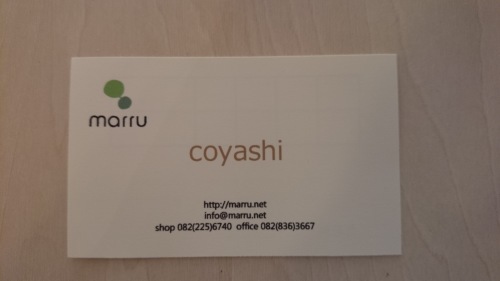 marru
coyashi
http://marru.net
info@marru.net
shop 082(225)6740 office 082(836)3667